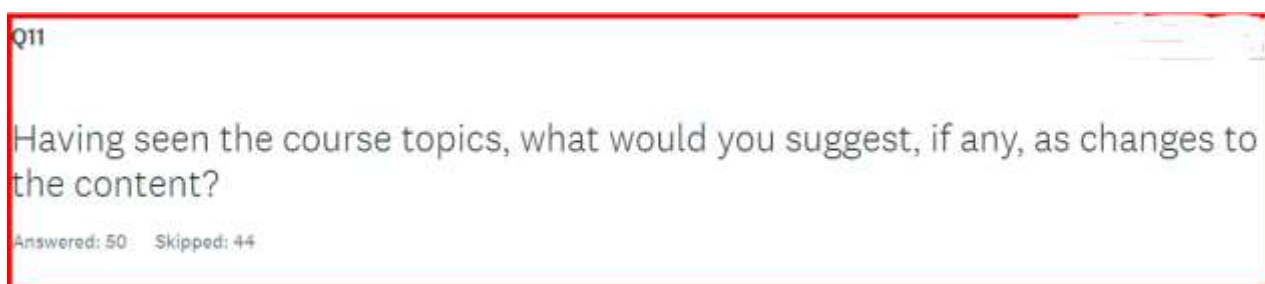 Q11
Having seen the course topics, what would you suggest, if any, as changes to
the content?
Answered: 50 Skipped: 44